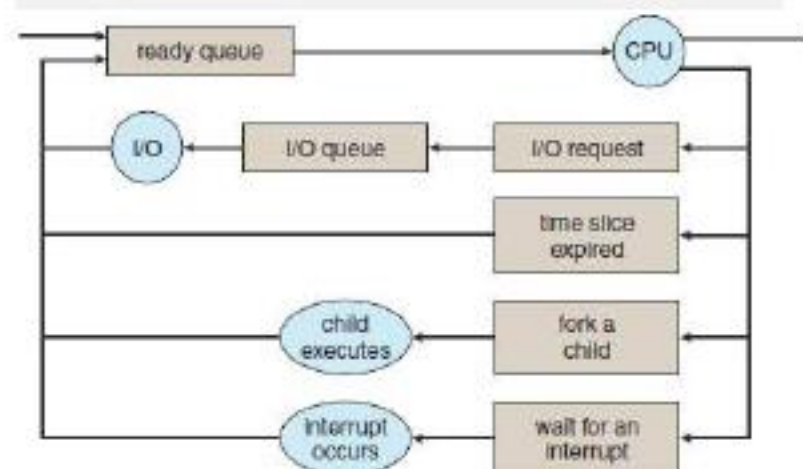 ready queue
CPU
I/O
I/O queue
I/O request
time slice
expired
child
executes
fork a
child
interrupt
occurs
wait for an
interrupt